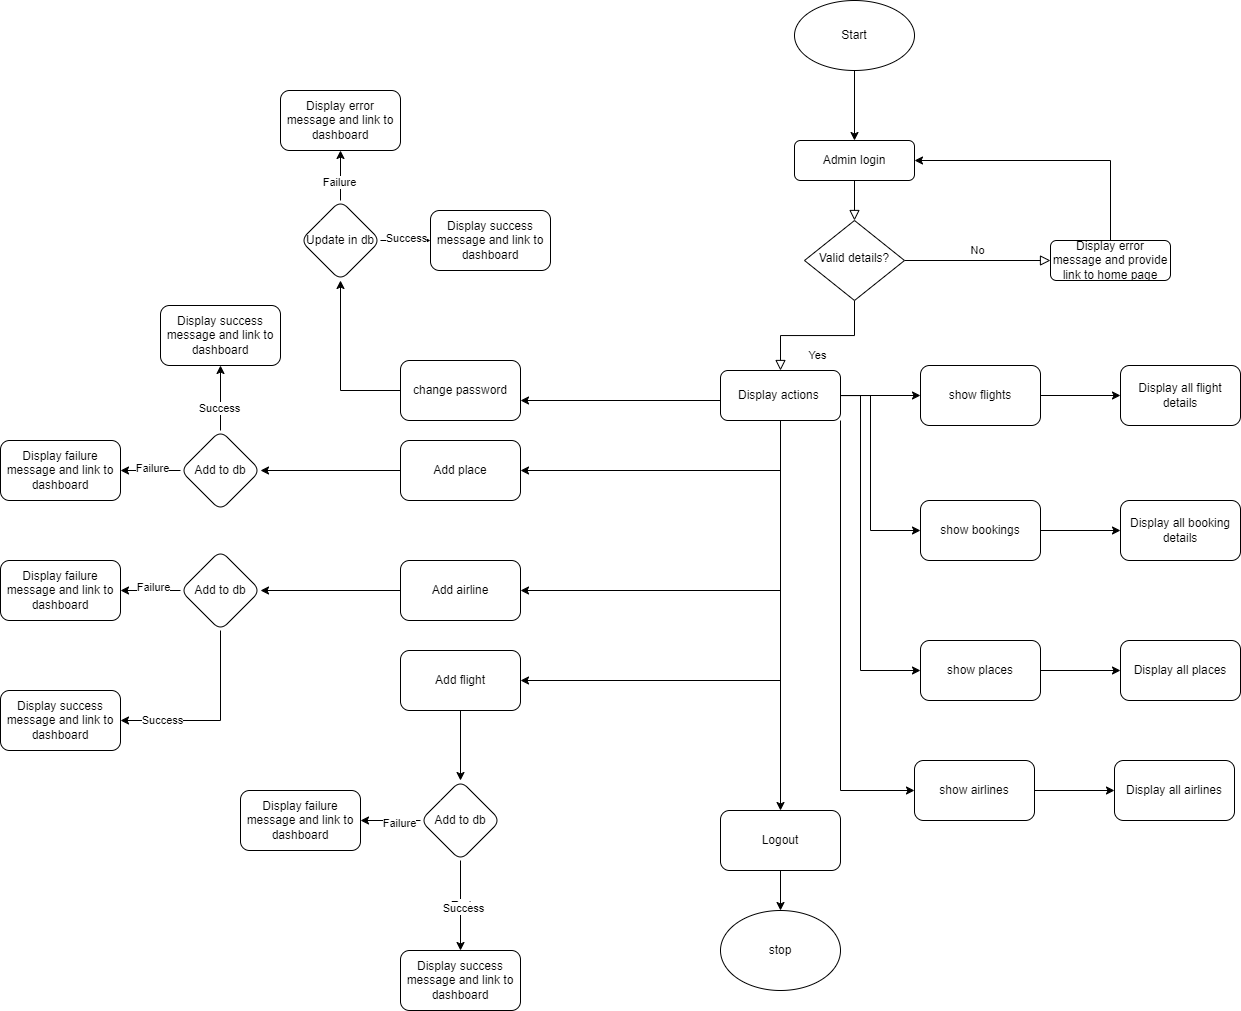 Start
Display error
message and link to
dashboard
Admin login
Failure
Update in db
Success
Display success
message and link to
dashboard
Valid details?
No
Display error
message and provide
link to home page
Display success
message and link to
dashboard
Yes
change password
Display actions
show flights
Display all flight
details
Success
Display failure
message and link to
dashboard
Failure
Add to db
Add place
show bookings
Display all booking
details
Display failure
message and link to
dashboard
Failure
Add to db
Add airline
Add flight
show places
Display all places
Display success
message and link to
dashboard
Success
show airlines
Display all airlines
Display failure
message and link to
dashboard
Failure
Add to db
Logout
Success
stop
Display success
message and link to
dashboard